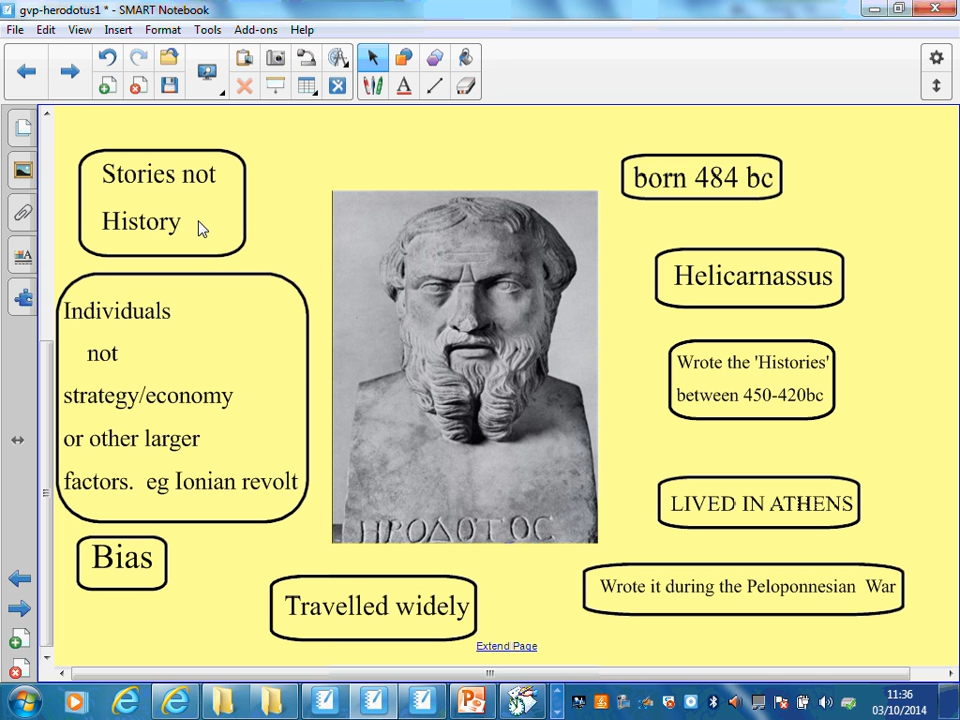 gvp-herodotus1 * - SMART Notebook
File Edit View Insert Format Tools Add-ons Help
Stories not
History
born 484 bc
Helicarnassus
Individuals
not
strategy/economy
or other larger
factors. eg Ionian revolt
Wrote the 'Histories'
between 450-420bc
LIVED IN ATHENS
ΗΡΟΔΟΤΟС
Bias
Travelled widely
Wrote it during the Peloponnesian War
Extend Page
11:36
03/10/2014